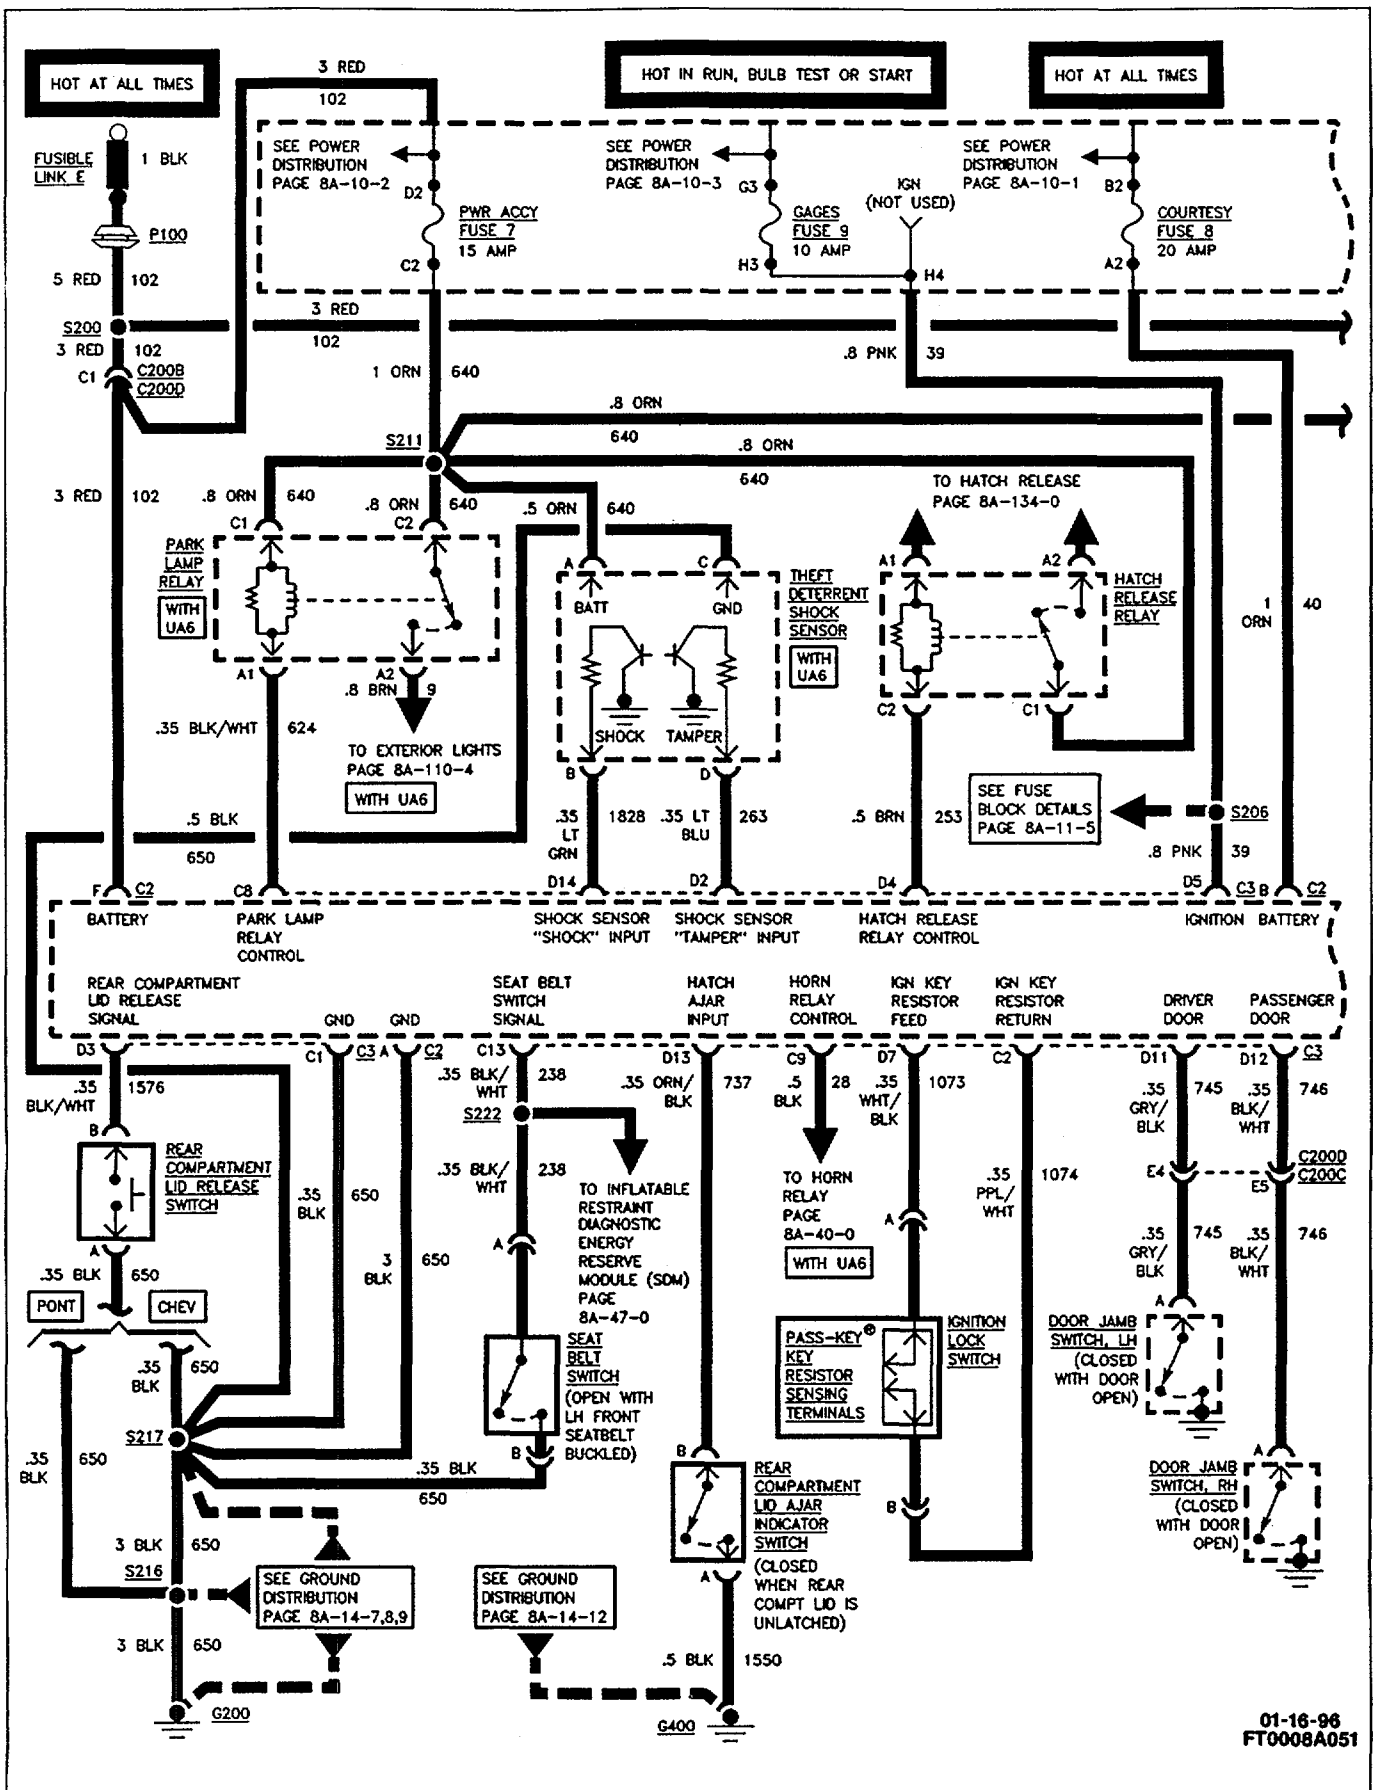 HOT AT ALL TIMES
3 RED
102
HOT IN RUN, BULB TEST OR START
HOT AT ALL TIMES
FUSIBLE
LINK E
1 BLK
P100
5 RED
102
SEE POWER
DISTRIBUTION
PAGE 8A-10-2
D2
PWR ACCY
FUSE 7
15 AMP
C2
SEE POWER
DISTRIBUTION
PAGE 8A-10-3
G3
GAGES
FUSE 9
10 AMP
H3
IGN
(NOT USED)
H4
SEE POWER
DISTRIBUTION
PAGE 8A-10-1
B2
COURTESY
FUSE 8
20 AMP
A2
S200
3 RED
102
3 RED
102
C1
C200B
C200D
1 ORN
640
.8 PNK
39
.8 ORN
640
S211
.8 ORN
640
3 RED
102
.8 ORN
640
.8 ORN
640
.5 ORN
640
C1
C2
PARK
LAMP
RELAY
WITH
UA6
A1
A2
.8 BRN
9
.35 BLK/WHT
624
TO EXTERIOR LIGHTS
PAGE 8A-110-4
WITH UA6
A
C
BATT
GND
THEFT
DETERRENT
SHOCK
SENSOR
WITH
UA6
SHOCK
TAMPER
B
D
TO HATCH RELEASE
PAGE 8A-134-0
A1
A2
HATCH
RELEASE
RELAY
C2
C1
1
ORN
40
.5 BLK
650
.35
LT
GRN
1828
.35 LT
BLU
263
.5 BRN
253
SEE FUSE
BLOCK DETAILS
PAGE 8A-11-5
S206
.8 PNK
39
F
C2
C8
D14
D2
D4
D5
C3
B
C2
BATTERY
PARK LAMP
RELAY
CONTROL
SHOCK SENSOR
"SHOCK" INPUT
SHOCK SENSOR
"TAMPER" INPUT
HATCH RELEASE
RELAY CONTROL
IGNITION
BATTERY
REAR COMPARTMENT
LID RELEASE
SIGNAL
GND
GND
SEAT BELT
SWITCH
SIGNAL
HATCH
AJAR
INPUT
HORN
RELAY
CONTROL
IGN KEY
RESISTOR
FEED
IGN KEY
RESISTOR
RETURN
DRIVER
DOOR
PASSENGER
DOOR
D3
C1
C3
A
C2
C13
D13
C9
D7
C2
D11
D12
C3
.35
BLK/WHT
1576
B
REAR
COMPARTMENT
LID RELEASE
SWITCH
A
.35 BLK
650
PONT
CHEV
.35
BLK
650
.35
BLK
650
3
BLK
650
.35 BLK/
WHT
238
S222
.35 BLK/
WHT
238
TO INFLATABLE
RESTRAINT
DIAGNOSTIC
ENERGY
RESERVE
MODULE (SDM)
PAGE
8A-47-0
A
SEAT
BELT
SWITCH
(OPEN WITH
LH FRONT
SEATBELT
BUCKLED)
B
.35 ORN/
BLK
737
.5
BLK
28
TO HORN
RELAY
PAGE
8A-40-0
WITH UA6
.35
WHT/
BLK
1073
.35
PPL/
WHT
1074
A
PASS-KEY®
KEY
RESISTOR
SENSING
TERMINALS
IGNITION
LOCK
SWITCH
B
.35
GRY/
BLK
745
.35
BLK/
WHT
746
E4
E5
C200D
C200C
.35
GRY/
BLK
745
.35
BLK/
WHT
746
A
DOOR JAMB
SWITCH, LH
(CLOSED
WITH DOOR
OPEN)
A
DOOR JAMB
SWITCH, RH
(CLOSED
WITH DOOR
OPEN)
S217
.35
BLK
650
.35 BLK
650
3 BLK
650
S216
SEE GROUND
DISTRIBUTION
PAGE 8A-14-7,8,9
3 BLK
650
G200
SEE GROUND
DISTRIBUTION
PAGE 8A-14-12
B
REAR
COMPARTMENT
LID AJAR
INDICATOR
SWITCH
(CLOSED
WHEN REAR
COMPT LID IS
UNLATCHED)
A
.5 BLK
1550
G400
01-16-96
FT0008A051